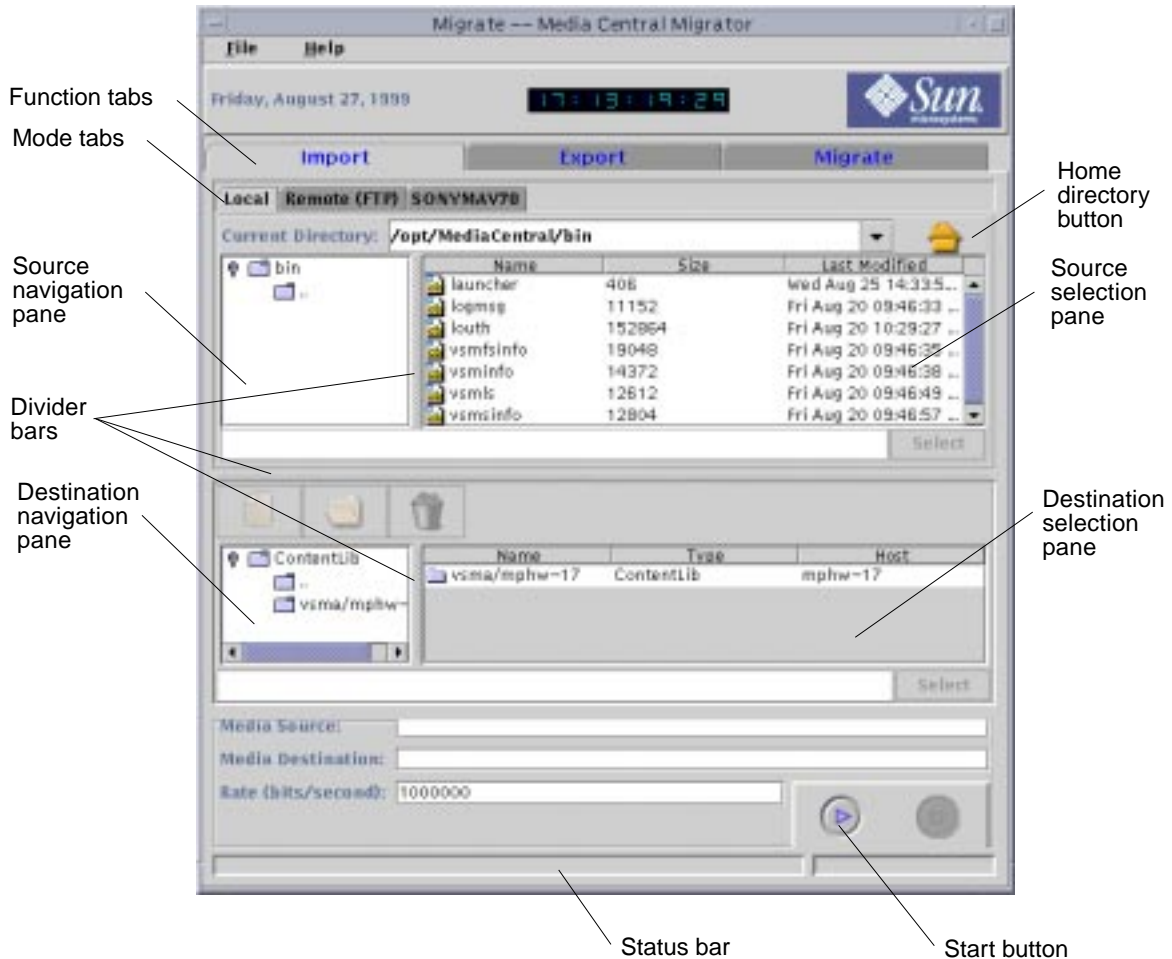 Migrate -- Media Central Migrator
File Help
Friday, August 27, 1999
17:13:19:29
Sun
microsystems
Function tabs
Mode tabs
Import Export Migrate
Home
directory
button
Local Remote (FTP) SONYMAV70
Current Directory: /opt/MediaCentral/bin
Source
navigation
pane
bin
..
Name Size Last Modified
launcher 406 Wed Aug 25 14:33:5...
logmsg 11152 Fri Aug 20 09:46:33 ...
louth 152864 Fri Aug 20 10:29:27 ...
vsmfsinfo 19048 Fri Aug 20 09:46:35 ...
vsminfo 14372 Fri Aug 20 09:46:38 ...
vsmls 12612 Fri Aug 20 09:46:49 ...
vsmsinfo 12804 Fri Aug 20 09:46:57 ...
Source
selection
pane
Divider
bars
Select
Destination
navigation
pane
ContentLib
..
vsma/mphw-
Name Type Host
vsma/mphw-17 ContentLib mphw-17
Destination
selection
pane
Select
Media Source:
Media Destination:
Rate (bits/second): 1000000
Status bar
Start button